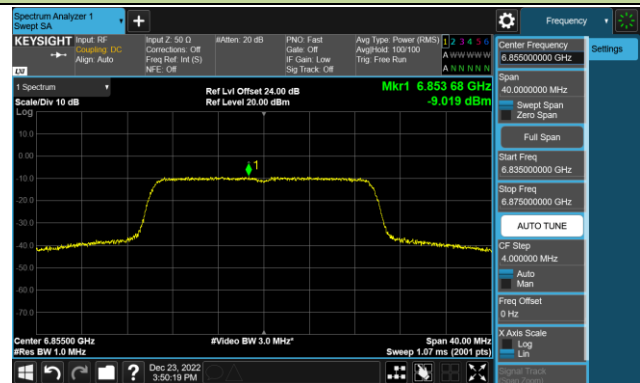 Spectrum Analyzer 1
Swept SA
Frequency
KEYSIGHT
Input: RF
Coupling: DC
Align: Auto
Input Z: 50 Ω
Corrections: Off
Freq Ref: Int (S)
NFE: Off
#Atten: 20 dB
PNO: Fast
Gate: Off
IF Gain: Low
Sig Track: Off
Avg Type: Power (RMS)
Avg|Hold: 100/100
Trig: Free Run
1 2 3 4 5 6
A W W W W W
A N N N N N
LXI
1 Spectrum
Scale/Div 10 dB
Log
Ref Lvl Offset 24.00 dB
Ref Level 20.00 dBm
Mkr1 6.853 68 GHz
-9.019 dBm
10.0
0.00
-10.0
-20.0
-30.0
-40.0
-50.0
-60.0
-70.0
1
Center 6.85500 GHz
#Res BW 1.0 MHz
#Video BW 3.0 MHz*
Span 40.00 MHz
Sweep 1.07 ms (2001 pts)
Dec 23, 2022
3:50:19 PM
Center Frequency
6.855000000 GHz
Settings
Span
40.0000000 MHz
Swept Span
Zero Span
Full Span
Start Freq
6.835000000 GHz
Stop Freq
6.875000000 GHz
AUTO TUNE
CF Step
4.000000 MHz
Auto
Man
Freq Offset
0 Hz
X Axis Scale
Log
Lin
Signal Track
(Span Zoom)